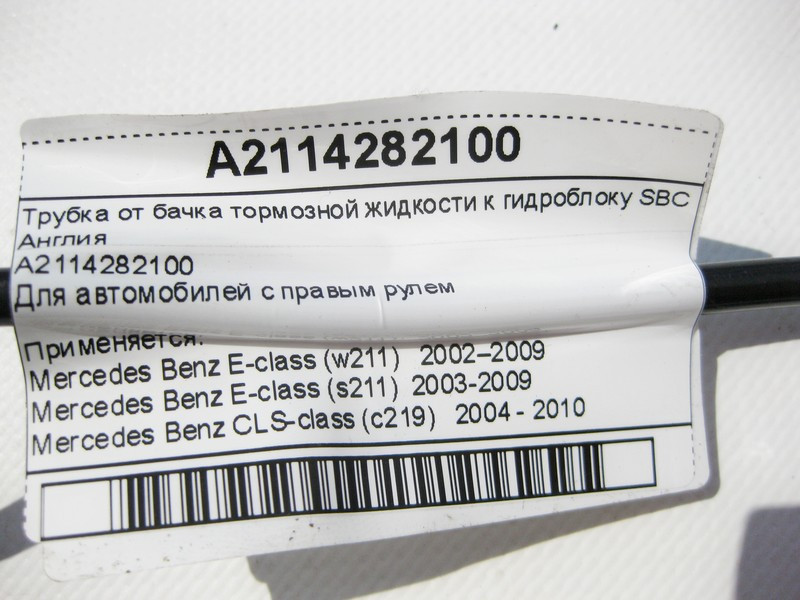 A2114282100
Трубка от бачка тормозной жидкости к гидроблоку SBC
Англия
A2114282100
Для автомобилей с правым рулем
Применяется:
Mercedes Benz E-class (w211) 2002–2009
Mercedes Benz E-class (s211) 2003-2009
Mercedes Benz CLS-class (c219) 2004 - 2010